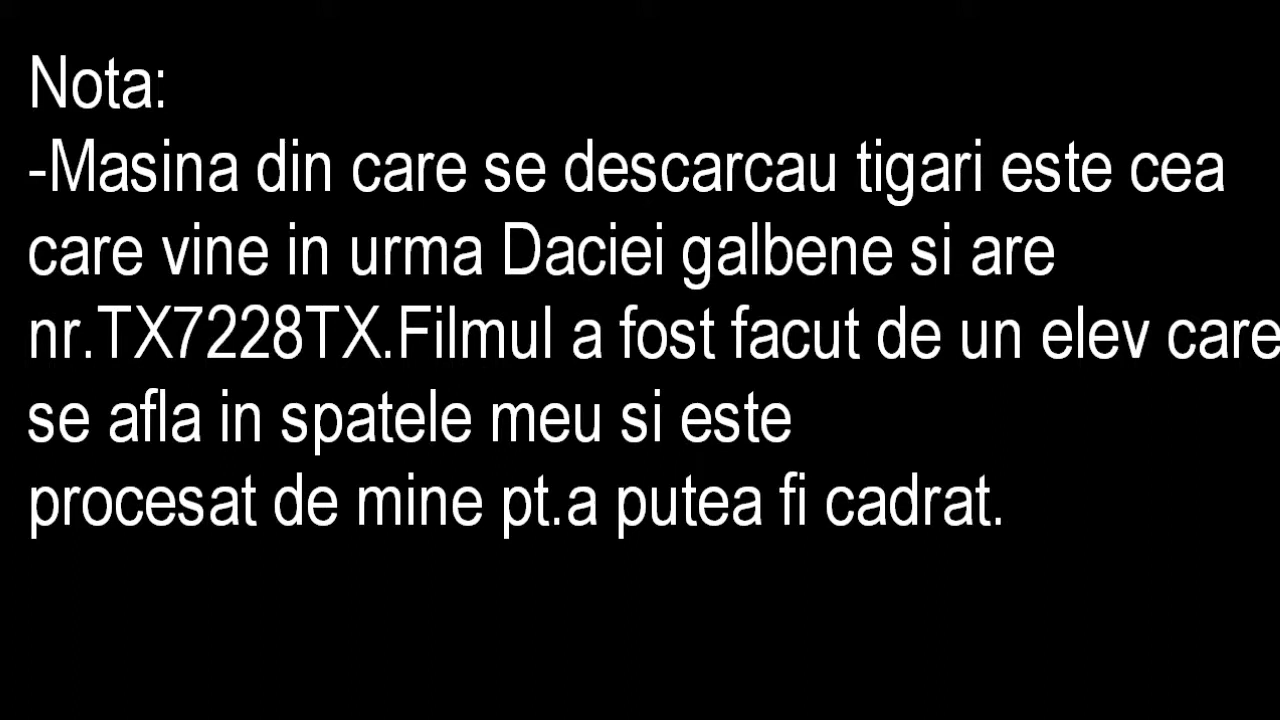 Nota:
-Masina din care se descarcau tigari este cea
care vine in urma Daciei galbene si are
nr.TX7228TX.Filmul a fost facut de un elev care
se afla in spatele meu si este
procesat de mine pt.a putea fi cadrat.